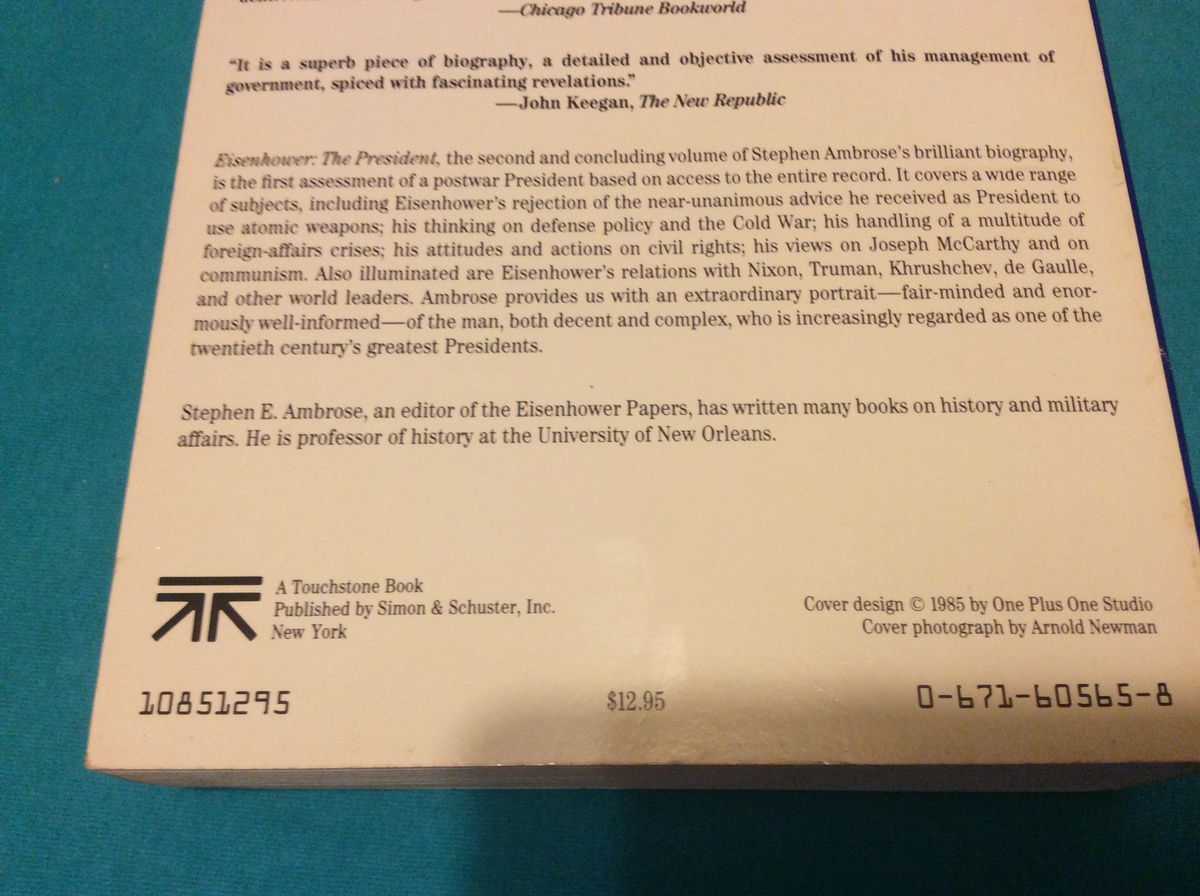 —Chicago Tribune Bookworld
“It is a superb piece of biography, a detailed and objective assessment of his management of
government, spiced with fascinating revelations.”
—John Keegan, The New Republic
Eisenhower: The President, the second and concluding volume of Stephen Ambrose’s brilliant biography,
is the first assessment of a postwar President based on access to the entire record. It covers a wide range
of subjects, including Eisenhower’s rejection of the near-unanimous advice he received as President to
use atomic weapons; his thinking on defense policy and the Cold War; his handling of a multitude of
foreign-affairs crises; his attitudes and actions on civil rights; his views on Joseph McCarthy and on
communism. Also illuminated are Eisenhower’s relations with Nixon, Truman, Khrushchev, de Gaulle,
and other world leaders. Ambrose provides us with an extraordinary portrait—fair-minded and enor-
mously well-informed—of the man, both decent and complex, who is increasingly regarded as one of the
twentieth century’s greatest Presidents.
Stephen E. Ambrose, an editor of the Eisenhower Papers, has written many books on history and military
affairs. He is professor of history at the University of New Orleans.
A Touchstone Book
Published by Simon & Schuster, Inc.
New York
Cover design © 1985 by One Plus One Studio
Cover photograph by Arnold Newman
10851295
$12.95
0-671-60565-8